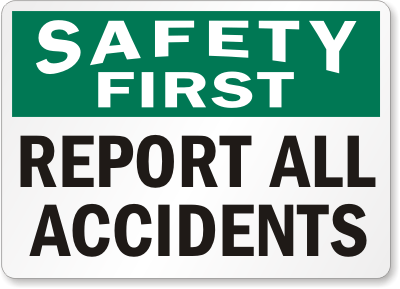 SAFETY
FIRST
REPORT ALL
ACCIDENTS